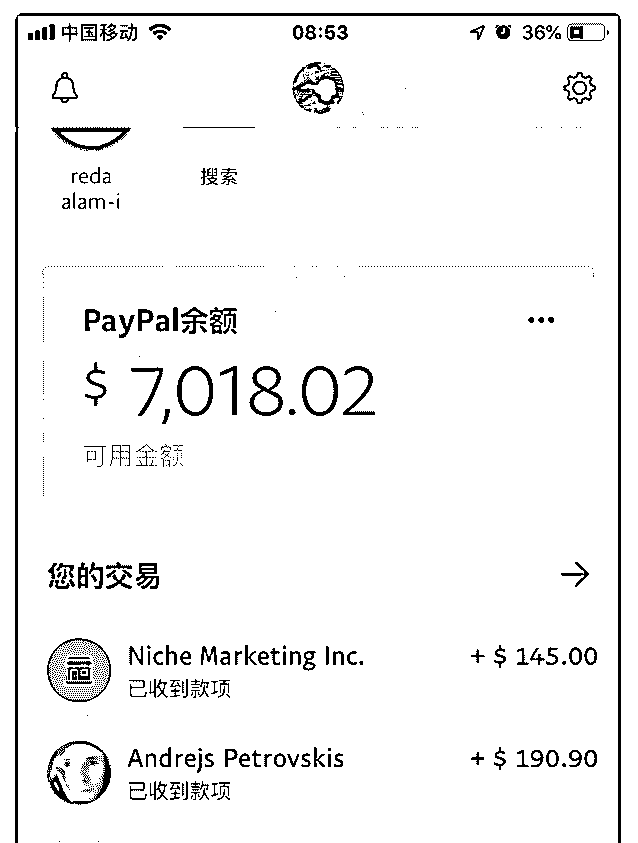 中国移动 08:53 36%
reda
alam-i
搜索
PayPal余额
$ 7,018.02
可用金额
您的交易
Niche Marketing Inc. + $ 145.00
已收到款项
Andrejs Petrovskis + $ 190.90
已收到款项